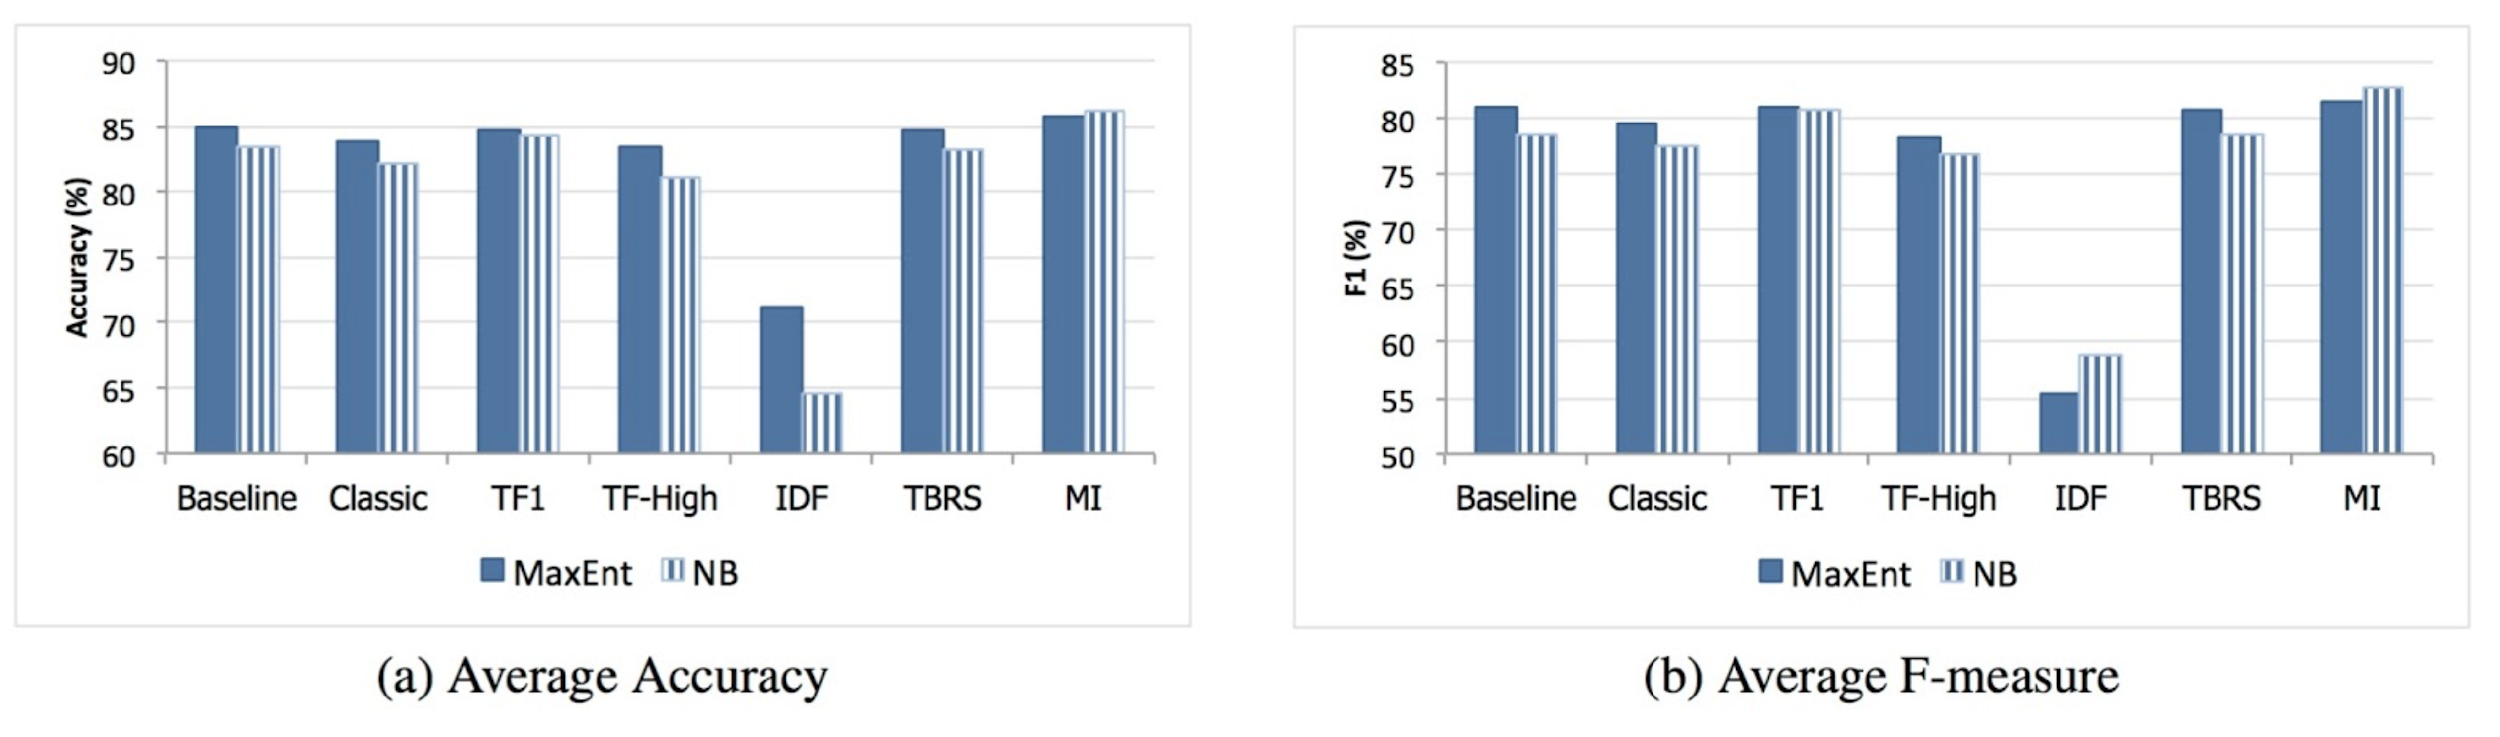 90
85
80
75
70
65
60
Accuracy (%)
Baseline Classic TF1 TF-High IDF TBRS MI
MaxEnt NB
(a) Average Accuracy
85
80
75
70
65
60
55
50
F1 (%)
Baseline Classic TF1 TF-High IDF TBRS MI
MaxEnt NB
(b) Average F-measure